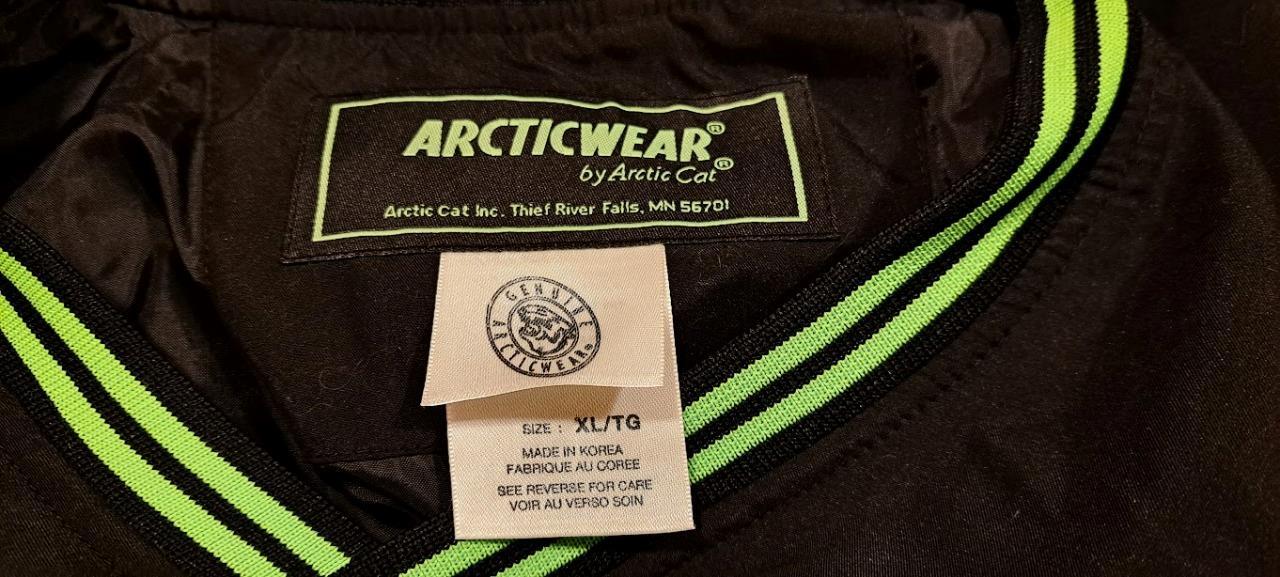 ARCTICWEAR®
by Arctic Cat®
Arctic Cat Inc. Thief River Falls, MN 56701
GENUINE
ARCTICWEAR®
SIZE : XL/TG
MADE IN KOREA
FABRIQUE AU COREE
SEE REVERSE FOR CARE
VOIR AU VERSO SOIN